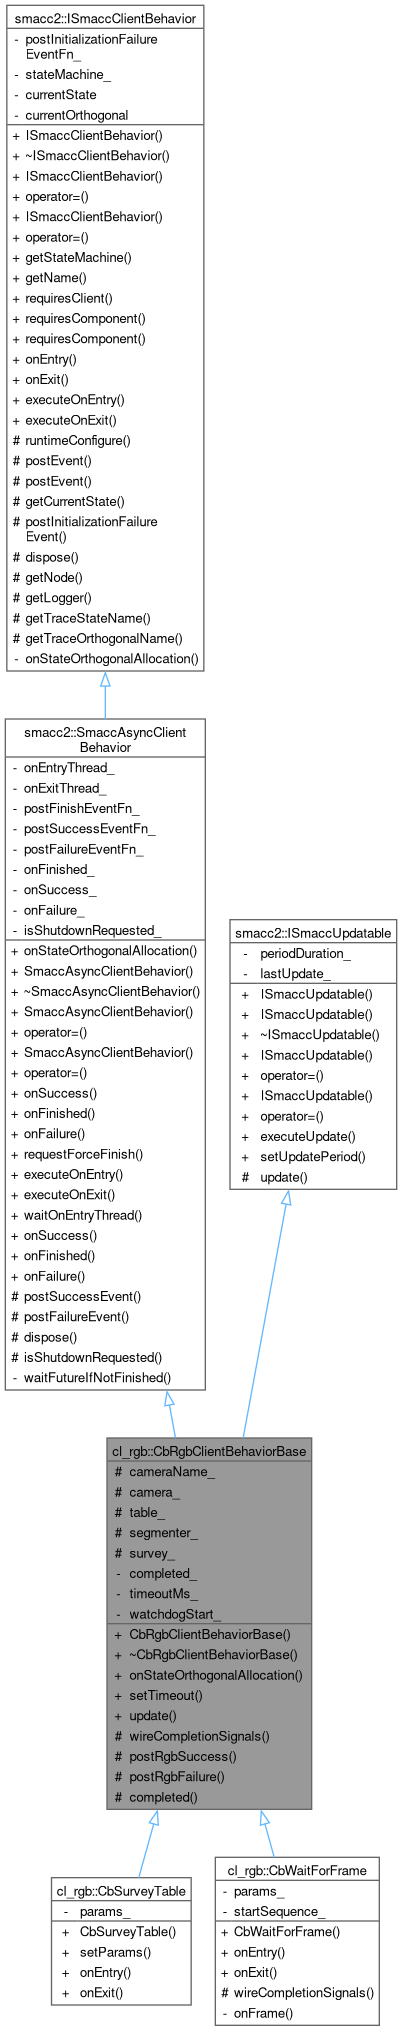 smacc2::ISmaccClientBehavior
- postInitializationFailure
EventFn_
- stateMachine_
- currentState
- currentOrthogonal
+ ISmaccClientBehavior()
+ ~ISmaccClientBehavior()
+ ISmaccClientBehavior()
+ operator=()
+ ISmaccClientBehavior()
+ operator=()
+ getStateMachine()
+ getName()
+ requiresClient()
+ requiresComponent()
+ requiresComponent()
+ onEntry()
+ onExit()
+ executeOnEntry()
+ executeOnExit()
# runtimeConfigure()
# postEvent()
# postEvent()
# getCurrentState()
# postInitializationFailure
Event()
# dispose()
# getNode()
# getLogger()
# getTraceStateName()
# getTraceOrthogonalName()
- onStateOrthogonalAllocation()
smacc2::SmaccAsyncClient
Behavior
- onEntryThread_
- onExitThread_
- postFinishEventFn_
- postSuccessEventFn_
- postFailureEventFn_
- onFinished_
- onSuccess_
- onFailure_
- isShutdownRequested_
+ onStateOrthogonalAllocation()
+ SmaccAsyncClientBehavior()
+ ~SmaccAsyncClientBehavior()
+ SmaccAsyncClientBehavior()
+ operator=()
+ SmaccAsyncClientBehavior()
+ operator=()
+ onSuccess()
+ onFinished()
+ onFailure()
+ requestForceFinish()
+ executeOnEntry()
+ executeOnExit()
+ waitOnEntryThread()
+ onSuccess()
+ onFinished()
+ onFailure()
# postSuccessEvent()
# postFailureEvent()
# dispose()
# isShutdownRequested()
- waitFutureIfNotFinished()
smacc2::ISmaccUpdatable
- periodDuration_
- lastUpdate_
+ ISmaccUpdatable()
+ ISmaccUpdatable()
+ ~ISmaccUpdatable()
+ ISmaccUpdatable()
+ operator=()
+ ISmaccUpdatable()
+ operator=()
+ executeUpdate()
+ setUpdatePeriod()
# update()
cl_rgb::CbRgbClientBehaviorBase
# cameraName_
# camera_
# table_
# segmenter_
# survey_
- completed_
- timeoutMs_
- watchdogStart_
+ CbRgbClientBehaviorBase()
+ ~CbRgbClientBehaviorBase()
+ onStateOrthogonalAllocation()
+ setTimeout()
+ update()
# wireCompletionSignals()
# postRgbSuccess()
# postRgbFailure()
# completed()
cl_rgb::CbSurveyTable
- params_
+ CbSurveyTable()
+ setParams()
+ onEntry()
+ onExit()
cl_rgb::CbWaitForFrame
- params_
- startSequence_
+ CbWaitForFrame()
+ onEntry()
+ onExit()
# wireCompletionSignals()
- onFrame()